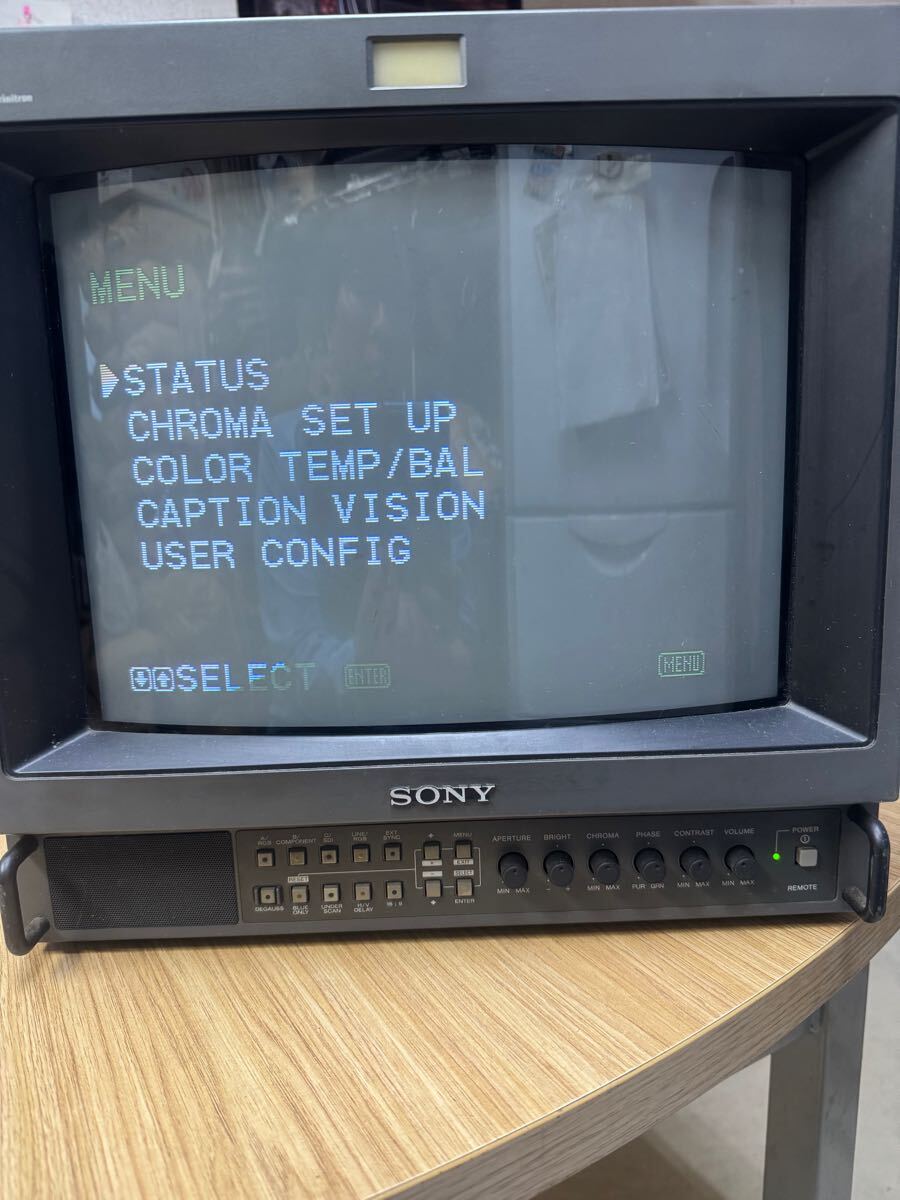 MENU
STATUS
CHROMA SET UP
COLOR TEMP/BAL
CAPTION VISION
USER CONFIG
SELECT ENTER MENU
SONY
A/ RGB
B/ COMPONENT
D/ SDI
LINE/ RGB
EXT SYNC
MENU
EXIT
RESET
SELECT
ENTER
DEGAUSS
BLUE ONLY
UNDER SCAN
H/V DELAY
16:9
APERTURE
MIN MAX
BRIGHT
CHROMA
MIN MAX
PHASE
PUR GRN
CONTRAST
MIN MAX
VOLUME
MIN MAX
POWER
REMOTE